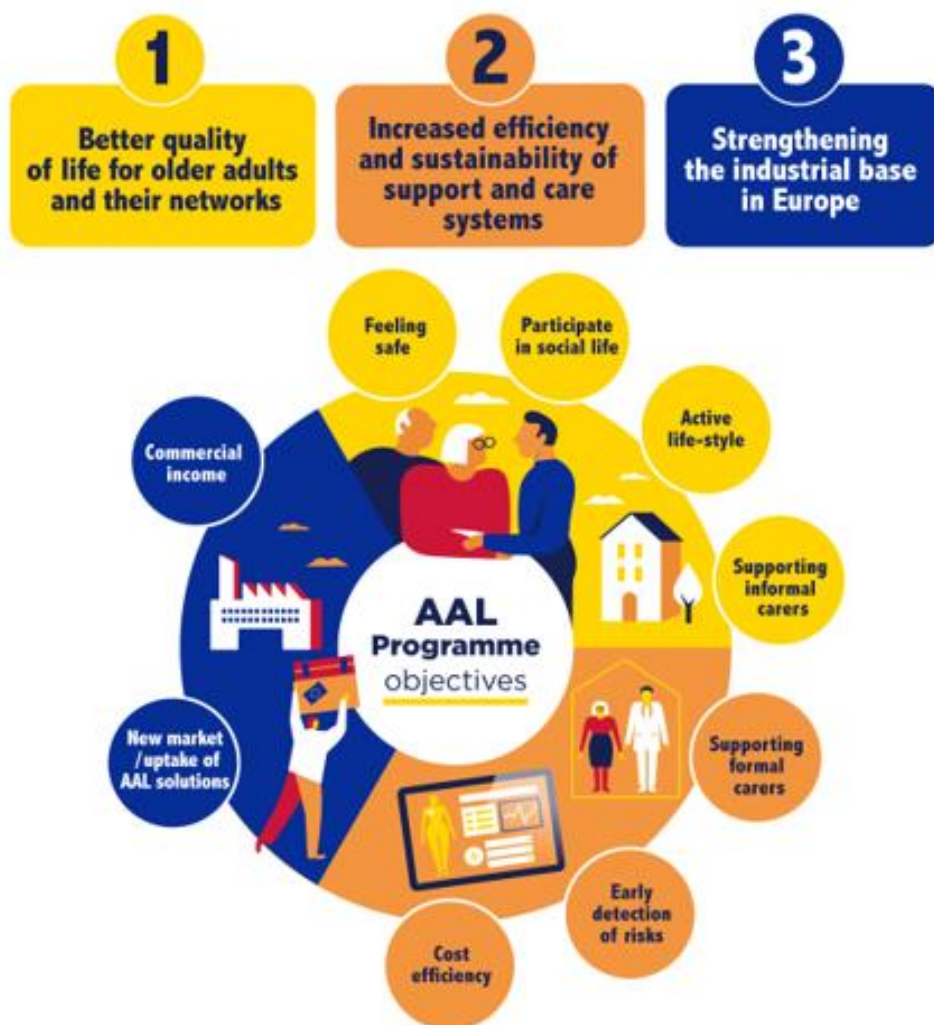 1
Better quality
of life for older adults
and their networks
2
Increased efficiency
and sustainability of
support and care
systems
3
Strengthening
the industrial base
in Europe
Feeling
safe
Participate
in social life
Active
life-style
Supporting
informal
carers
Supporting
formal
carers
Early
detection
of risks
Cost
efficiency
New market
/uptake of
AAL solutions
Commercial
income
AAL
Programme
objectives